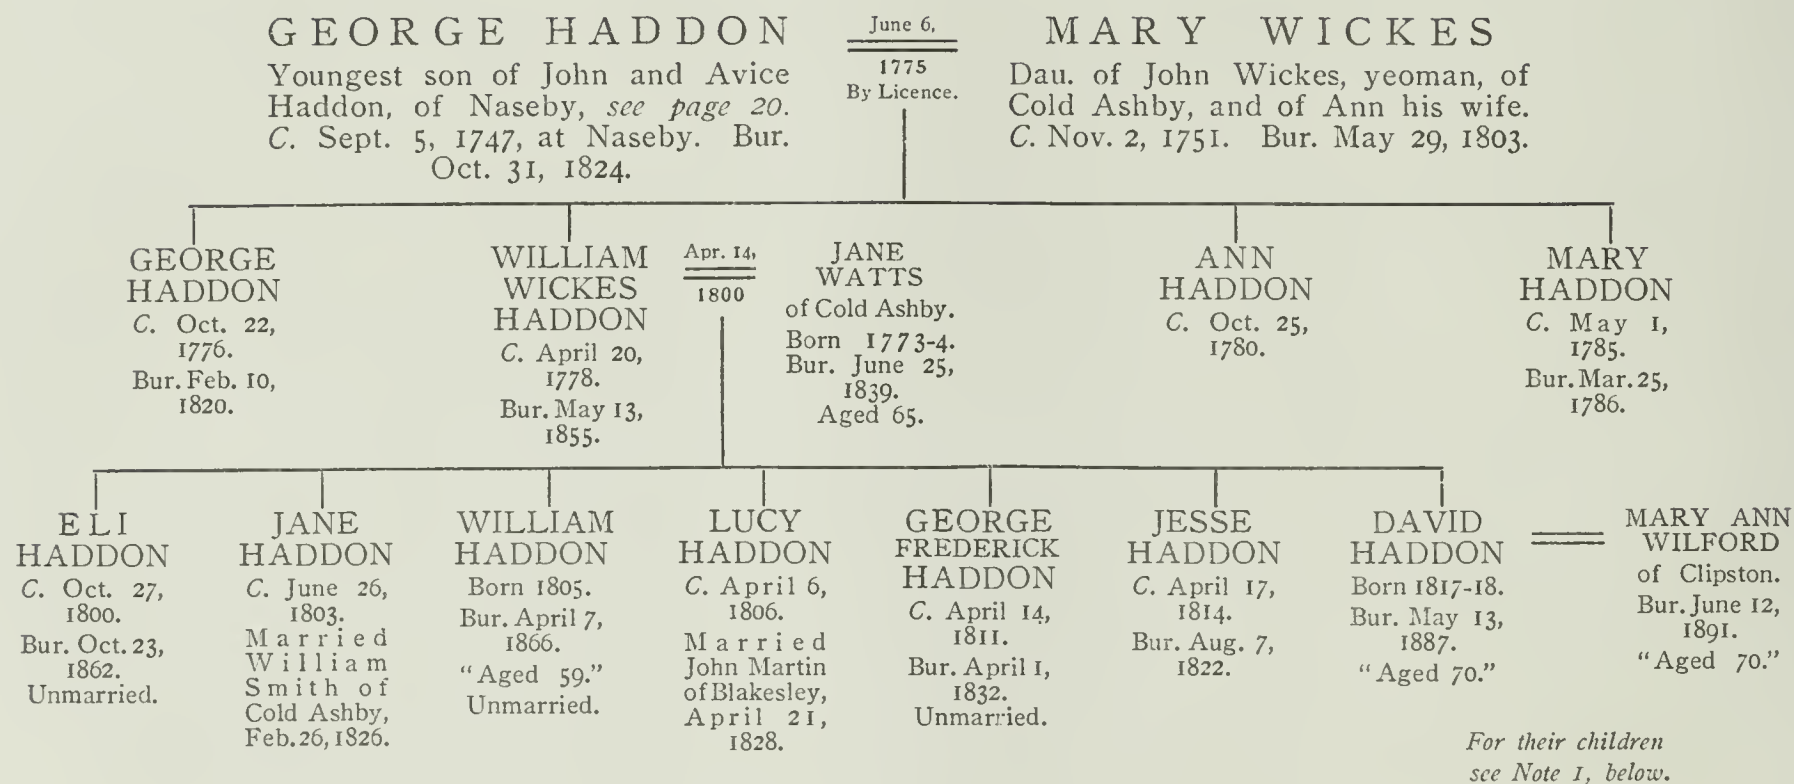 GEORGE HADDON
Youngest son of John and Avice
Haddon, of Naseby, see page 20.
C. Sept. 5, 1747, at Naseby. Bur.
Oct. 31, 1824.
June 6,
1775
By Licence.
MARY WICKES
Dau. of John Wickes, yeoman, of
Cold Ashby, and of Ann his wife.
C. Nov. 2, 1751. Bur. May 29, 1803.
GEORGE
HADDON
C. Oct. 22,
1776.
Bur. Feb. 10,
1820.
WILLIAM
WICKES
HADDON
C. April 20,
1778.
Bur. May 13,
1855.
Apr. 14,
1800
JANE
WATTS
of Cold Ashby.
Born 1773-4.
Bur. June 25,
1839.
Aged 65.
ANN
HADDON
C. Oct. 25,
1780.
MARY
HADDON
C. May 1,
1785.
Bur. Mar. 25,
1786.
ELI
HADDON
C. Oct. 27,
1800.
Bur. Oct. 23,
1862.
Unmarried.
JANE
HADDON
C. June 26,
1803.
Married
William
Smith of
Cold Ashby,
Feb. 26, 1826.
WILLIAM
HADDON
Born 1805.
Bur. April 7,
1866.
"Aged 59."
Unmarried.
LUCY
HADDON
C. April 6,
1806.
Married
John Martin
of Blakesley,
April 21,
1828.
GEORGE
FREDERICK
HADDON
C. April 14,
1811.
Bur. April 1,
1832.
Unmarried.
JESSE
HADDON
C. April 17,
1814.
Bur. Aug. 7,
1822.
DAVID
HADDON
Born 1817-18.
Bur. May 13,
1887.
"Aged 70."
MARY ANN
WILFORD
of Clipston.
Bur. June 12,
1891.
"Aged 70."
For their children
see Note 1, below.